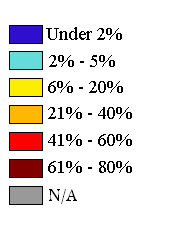 Under 2%
2% - 5%
6% - 20%
21% - 40%
41% - 60%
61% - 80%
N/A